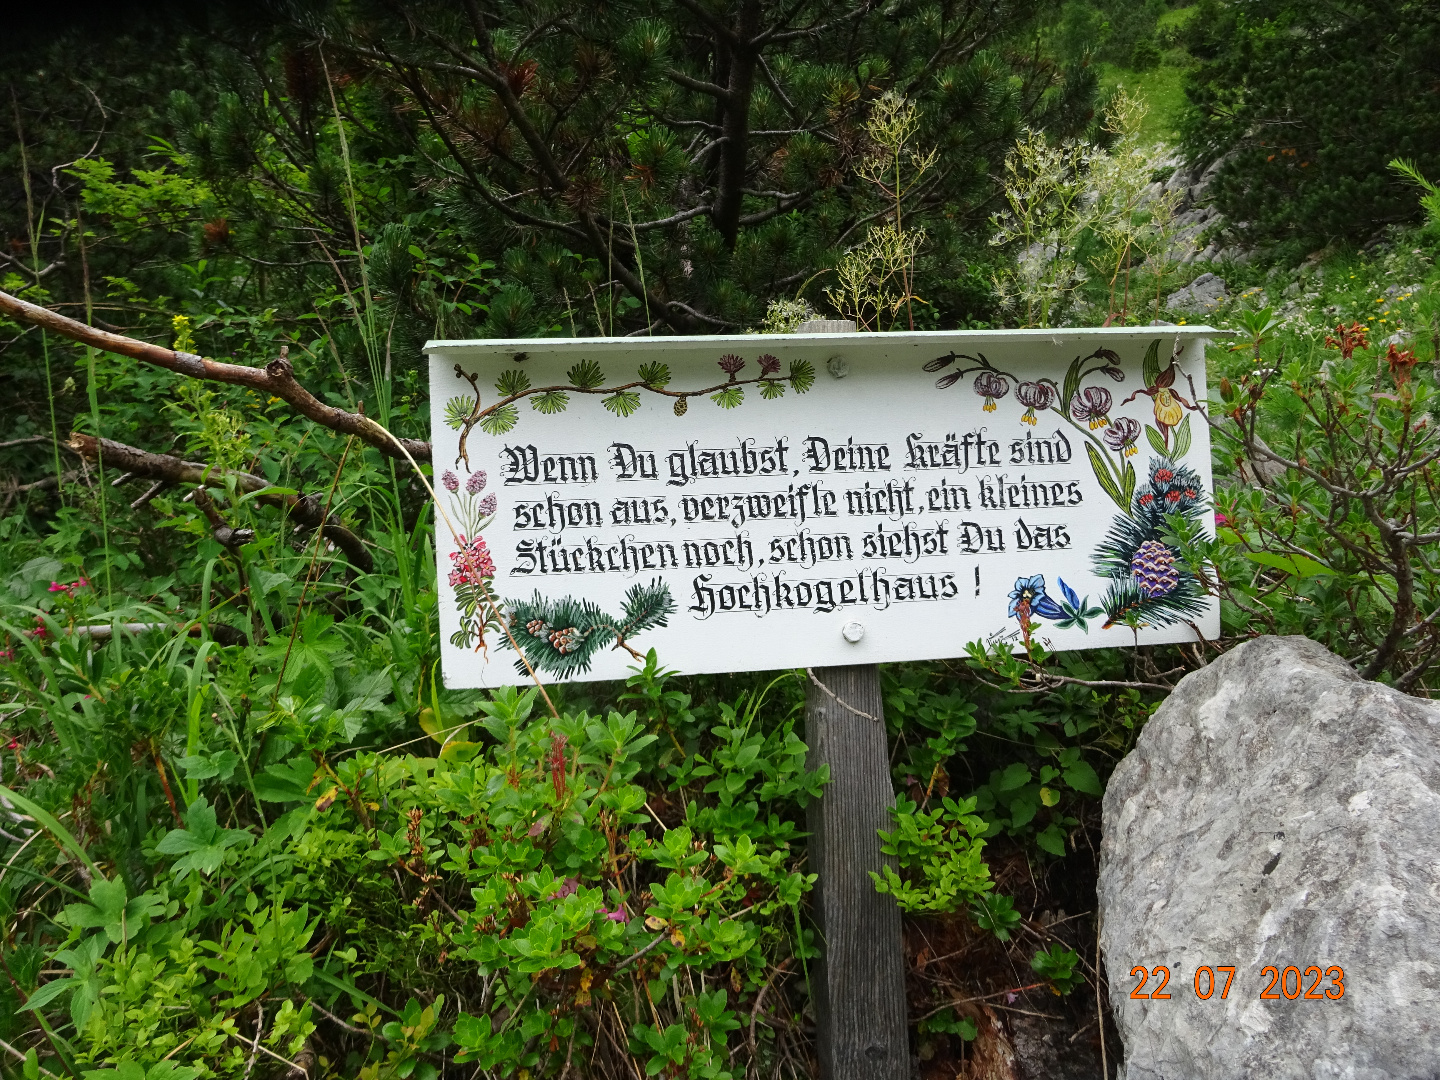 Wenn Du glaubst, Deine Kräfte sind
schon aus, verzweifle nicht, ein kleines
Stückchen noch, schon siehst Du das
Hochkogelhaus !
22 07 2023